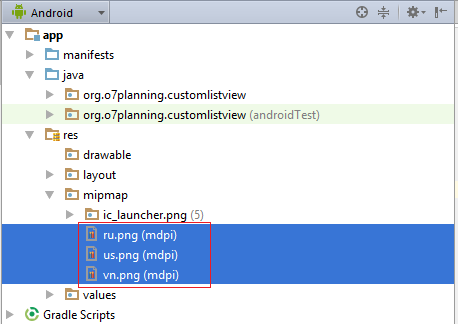 Android
app
manifests
java
org.o7planning.customlistview
org.o7planning.customlistview (androidTest)
res
drawable
layout
mipmap
ic_launcher.png (5)
ru.png (mdpi)
us.png (mdpi)
vn.png (mdpi)
values
Gradle Scripts